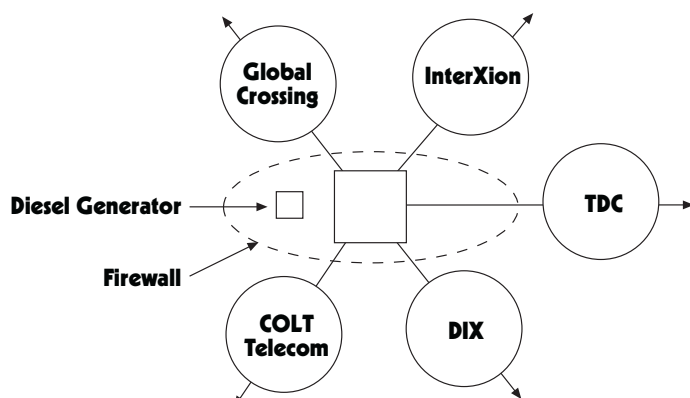 Global
Crossing
InterXion
Diesel Generator
TDC
Firewall
COLT
Telecom
DIX